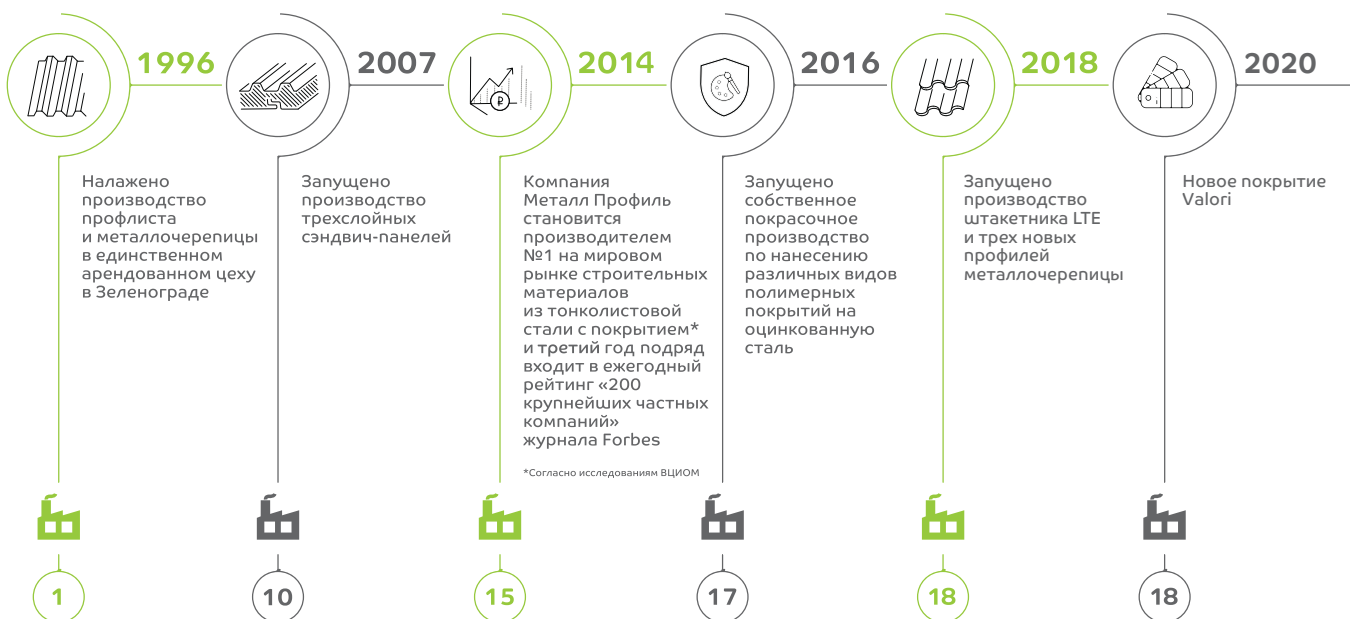 1996
Налажено
производство
профлиста
и металлочерепицы
в единственном
арендованном цеху
в Зеленограде
1
2007
Запущено
производство
трехслойных
сэндвич-панелей
10
2014
₽
Компания
Металл Профиль
становится
производителем
№1 на мировом
рынке строительных
материалов
из тонколистовой
стали с покрытием*
и третий год подряд
входит в ежегодный
рейтинг «200
крупнейших частных
компаний»
журнала Forbes
*Согласно исследованиям ВЦИОМ
15
2016
Запущено
собственное
покрасочное
производство
по нанесению
различных видов
полимерных
покрытий на
оцинкованную
сталь
17
2018
Запущено
производство
штакетника LTE
и трех новых
профилей
металлочерепицы
18
2020
Новое покрытие
Valori
18